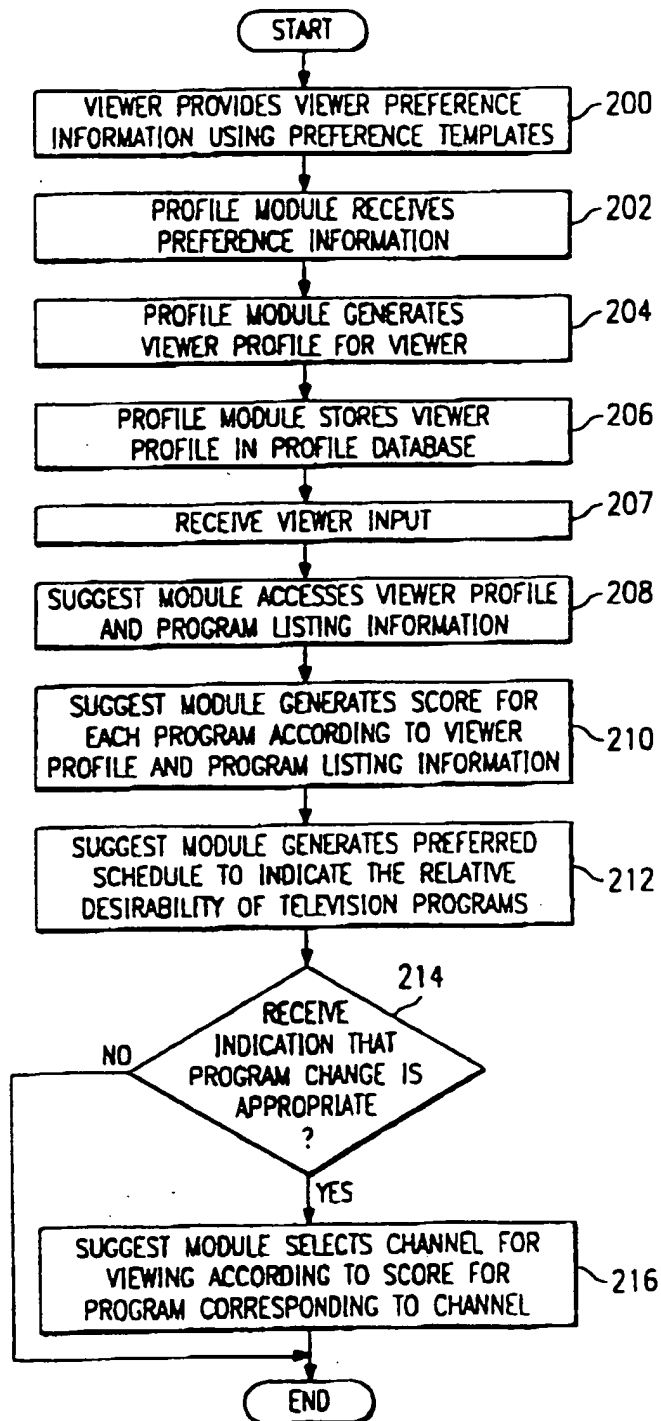 START
VIEWER PROVIDES VIEWER PREFERENCE
INFORMATION USING PREFERENCE TEMPLATES
200
PROFILE MODULE RECEIVES
PREFERENCE INFORMATION
202
PROFILE MODULE GENERATES
VIEWER PROFILE FOR VIEWER
204
PROFILE MODULE STORES VIEWER
PROFILE IN PROFILE DATABASE
206
RECEIVE VIEWER INPUT
207
SUGGEST MODULE ACCESSES VIEWER PROFILE
AND PROGRAM LISTING INFORMATION
208
SUGGEST MODULE GENERATES SCORE FOR
EACH PROGRAM ACCORDING TO VIEWER
PROFILE AND PROGRAM LISTING INFORMATION
210
SUGGEST MODULE GENERATES PREFERRED
SCHEDULE TO INDICATE THE RELATIVE
DESIRABILITY OF TELEVISION PROGRAMS
212
214
RECEIVE
INDICATION THAT
PROGRAM CHANGE IS
APPROPRIATE
?
NO
YES
SUGGEST MODULE SELECTS CHANNEL FOR
VIEWING ACCORDING TO SCORE FOR
PROGRAM CORRESPONDING TO CHANNEL
216
END